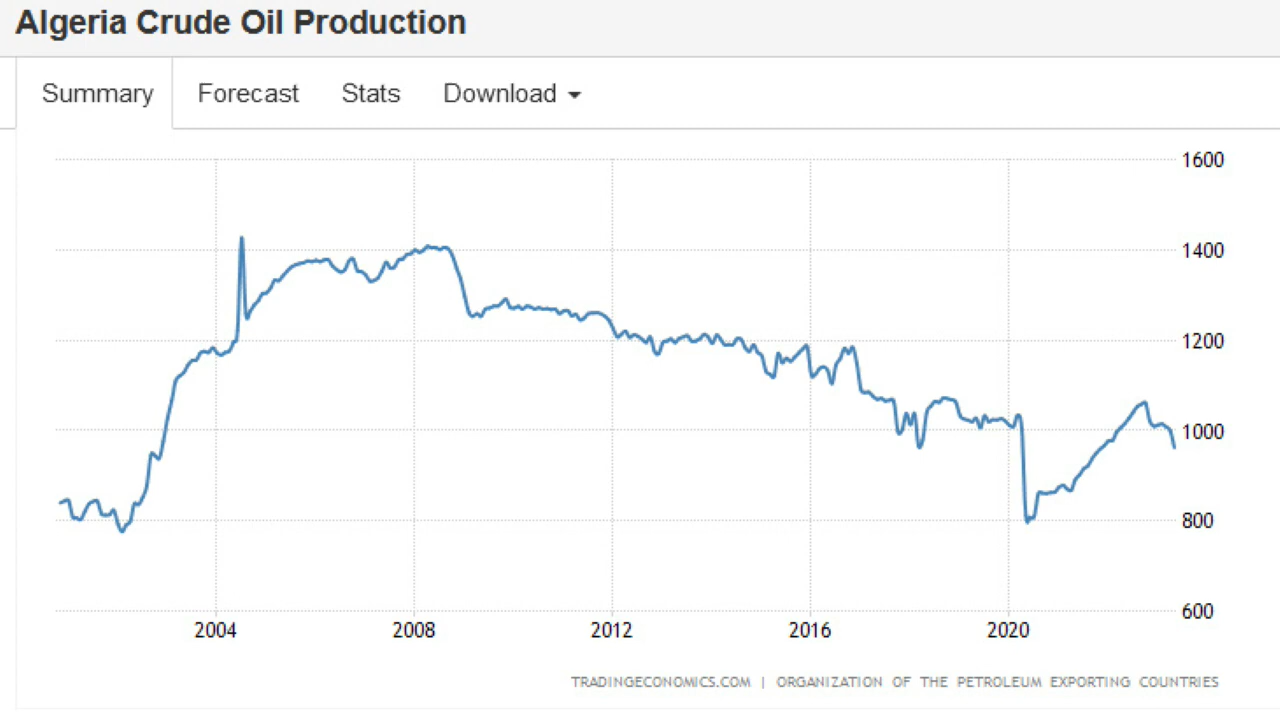 Algeria Crude Oil Production
Summary Forecast Stats Download
1600
1400
1200
1000
800
600
2004 2008 2012 2016 2020
TRADINGECONOMICS.COM | ORGANIZATION OF THE PETROLEUM EXPORTING COUNTRIES